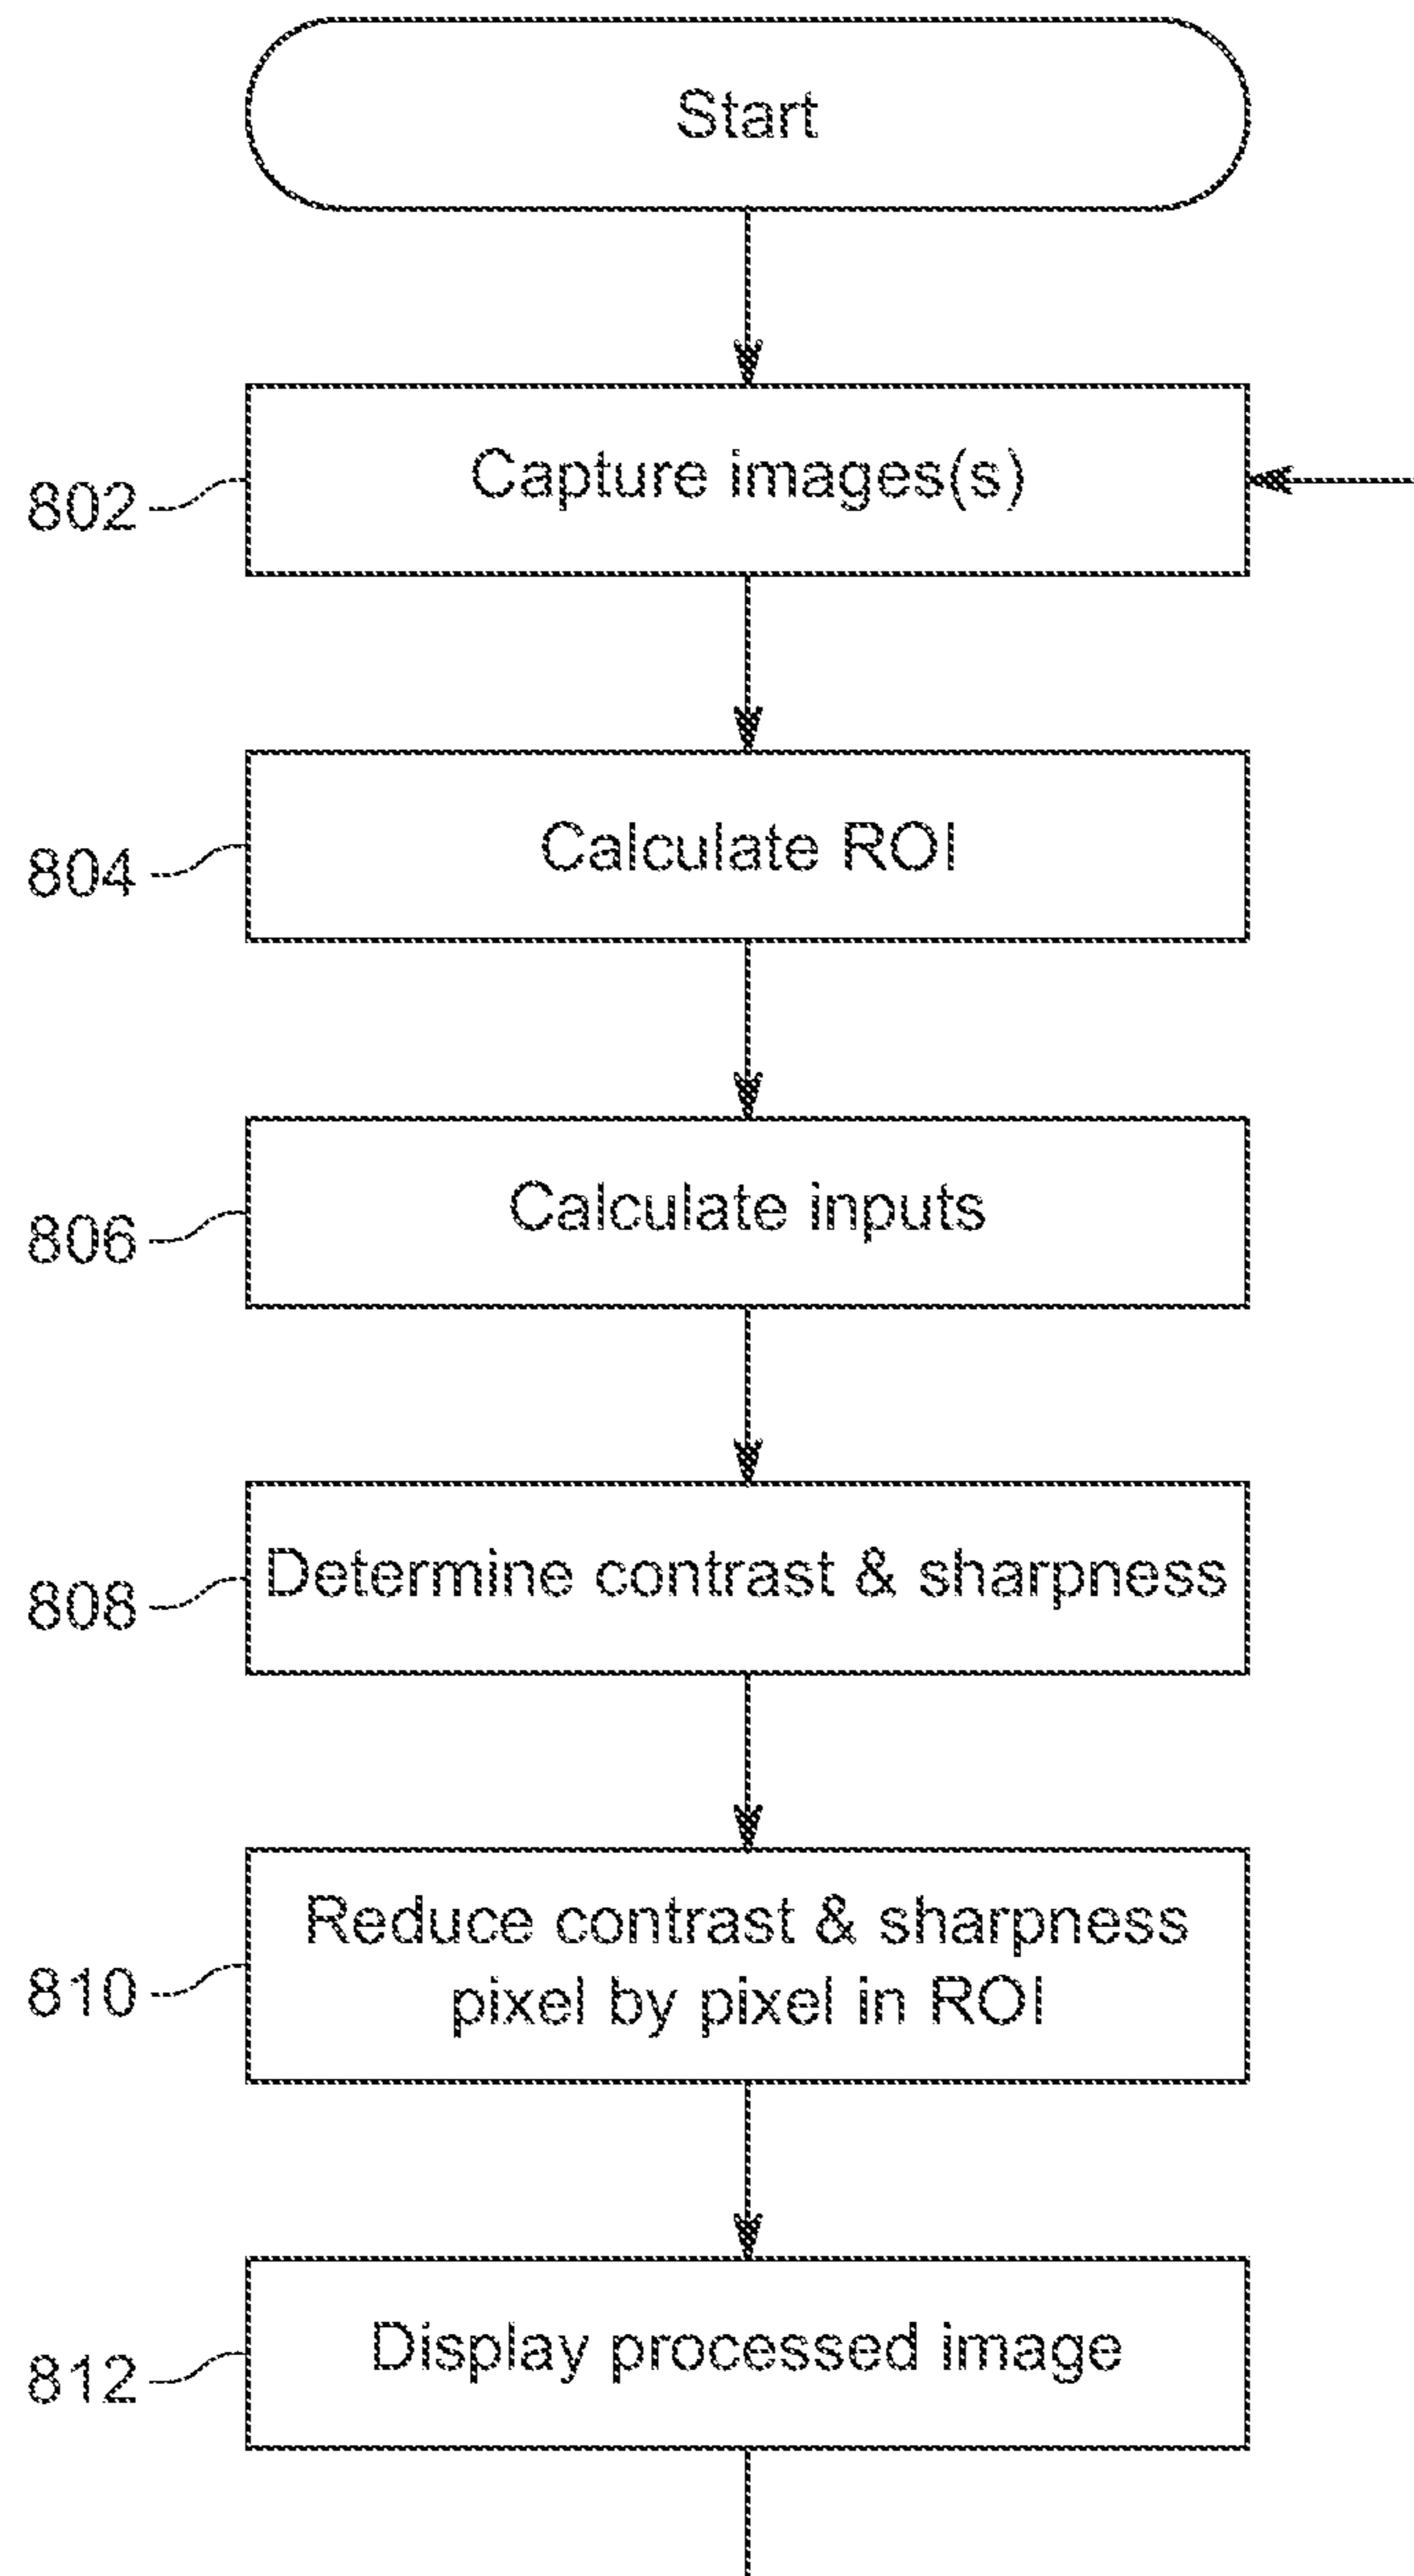 Start
802
Capture images(s)
804
Calculate ROI
806
Calculate inputs
808
Determine contrast & sharpness
810
Reduce contrast & sharpness
pixel by pixel in ROI
812
Display processed image